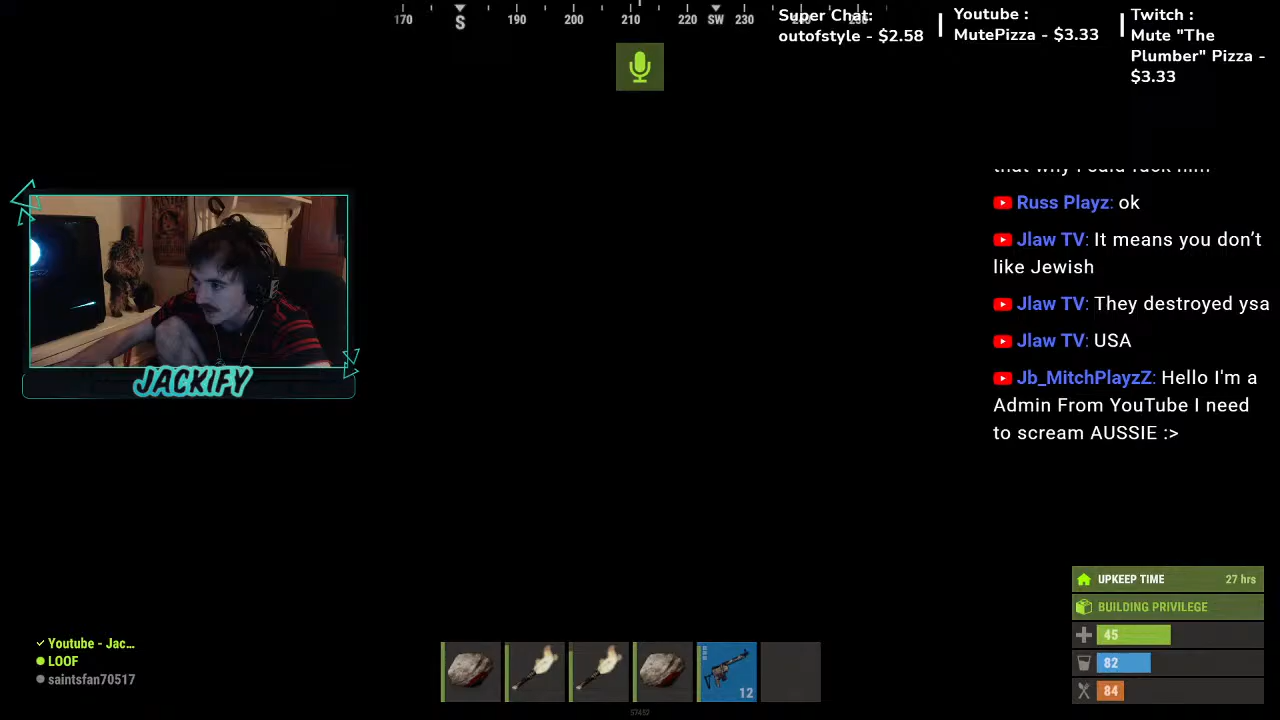 170
S
190
200
210
220
SW
230
Super Chat:
outofstyle - $2.58
Youtube :
MutePizza - $3.33
Twitch :
Mute "The
Plumber" Pizza -
$3.33
Russ Playz: ok
Jlaw TV: It means you don't
like Jewish
Jlaw TV: They destroyed ysa
Jlaw TV: USA
Jb_MitchPlayzZ: Hello I'm a
Admin From YouTube I need
to scream AUSSIE :>
JACKIFY
UPKEEP TIME 27 hrs
BUILDING PRIVILEGE
45
82
84
Youtube - Jac...
LOOF
saintsfan70517
12